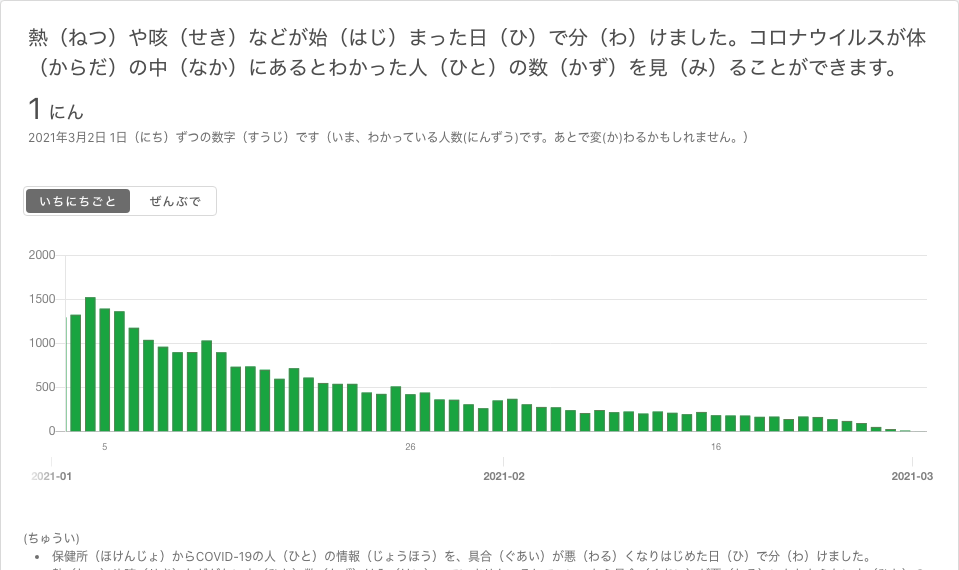 熱（ねつ）や咳（せき）などが始（はじ）まった日（ひ）で分（わ）けました。コロナウイルスが体
（からだ）の中（なか）にあるとわかった人（ひと）の数（かず）を見（み）ることができます。
1 にん
2021年3月2日 1日（にち）ずつの数字（すうじ）です（いま、わかっている人数(にんずう)です。あとで変(か)わるかもしれません。）
いちにちごと ぜんぶで
2000
1500
1000
500
0
5 26 16
2021-01 2021-02 2021-03
(ちゅうい)
• 保健所（ほけんじょ）からCOVID-19の人（ひと）の情報（じょうほう）を、具合（ぐあい）が悪（わる）くなりはじめた日（ひ）で分（わ）けました。